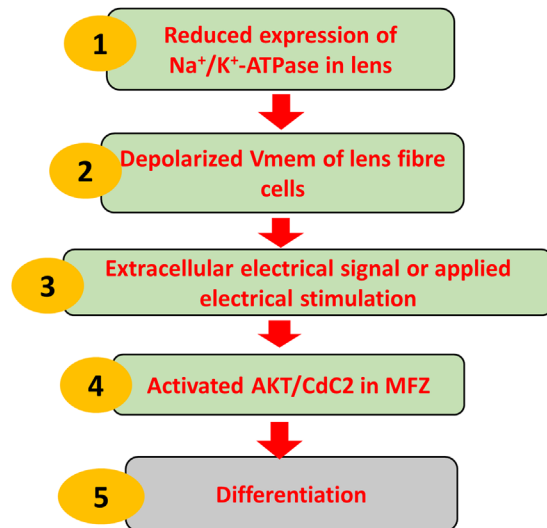 1
Reduced expression of
Na⁺/K⁺-ATPase in lens
2
Depolarized Vmem of lens fibre
cells
3
Extracellular electrical signal or applied
electrical stimulation
4
Activated AKT/CdC2 in MFZ
5
Differentiation